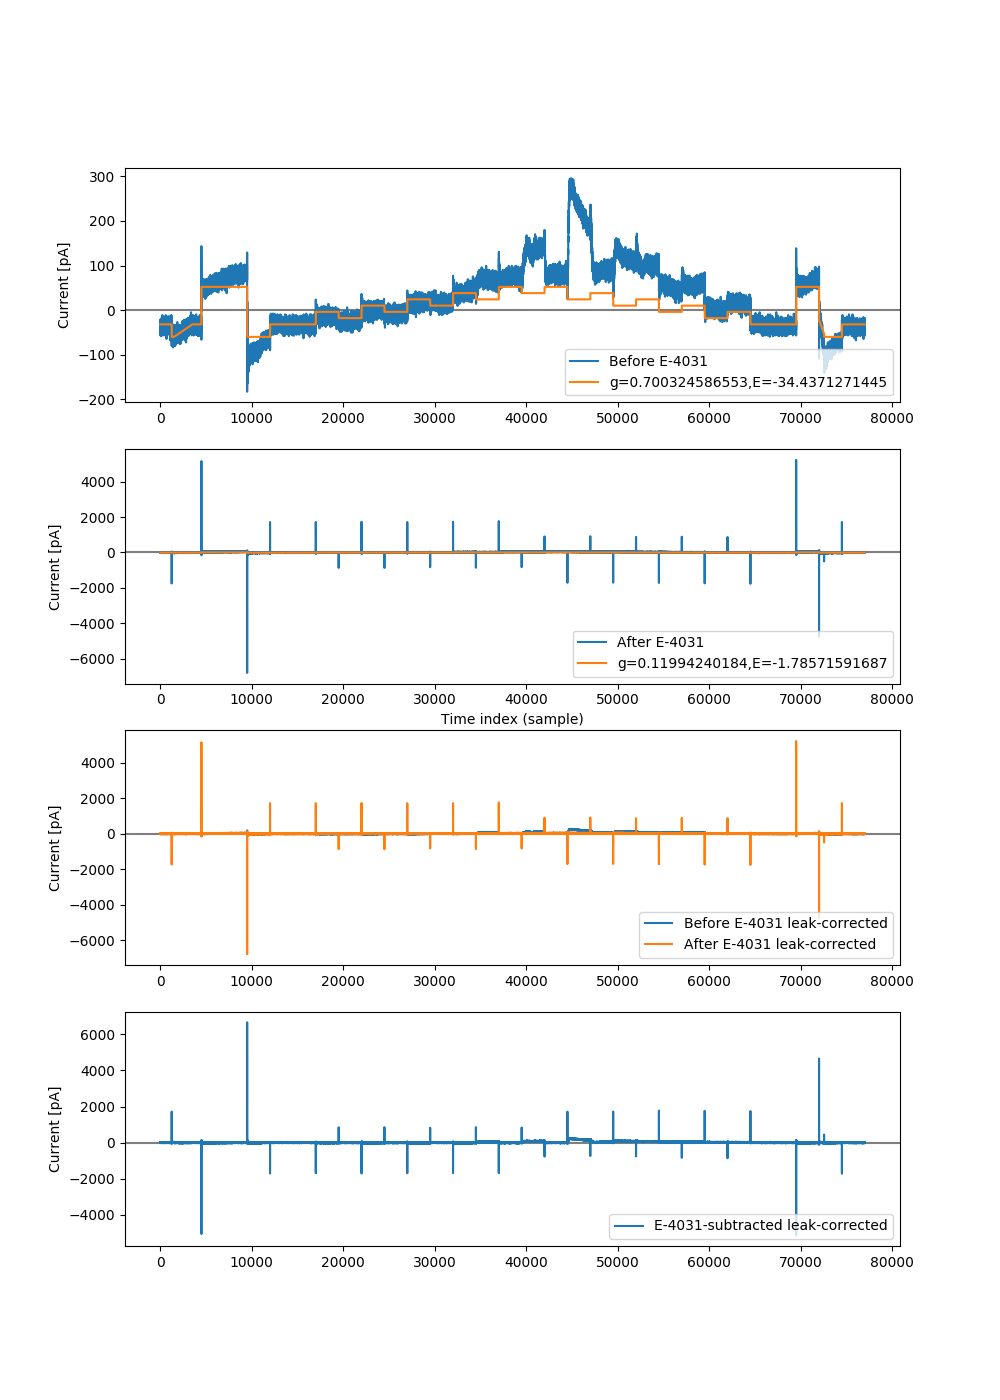 300
200
100
0
−100
−200
Current [pA]
Before E-4031
g=0.700324586553,E=-34.4371271445
0 10000 20000 30000 40000 50000 60000 70000 80000
4000
2000
0
−2000
−4000
−6000
Current [pA]
After E-4031
g=0.11994240184,E=-1.78571591687
0 10000 20000 30000 40000 50000 60000 70000 80000
Time index (sample)
4000
2000
0
−2000
−4000
−6000
Current [pA]
Before E-4031 leak-corrected
After E-4031 leak-corrected
0 10000 20000 30000 40000 50000 60000 70000 80000
6000
4000
2000
0
−2000
−4000
Current [pA]
E-4031-subtracted leak-corrected
0 10000 20000 30000 40000 50000 60000 70000 80000